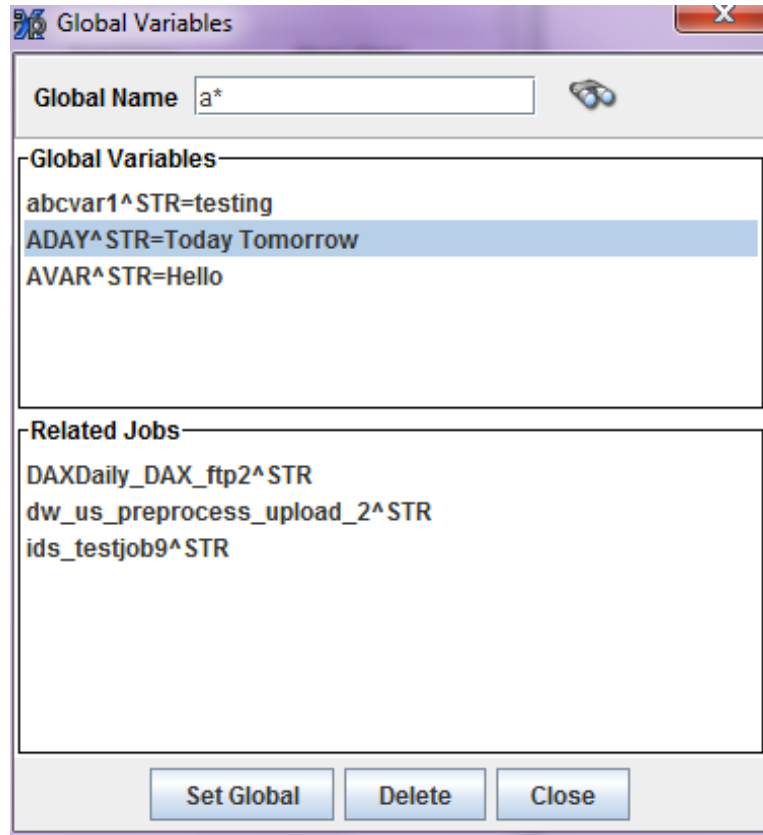 Global Variables
Global Name a*
Global Variables
abcvar1^STR=testing
ADAY^STR=Today Tomorrow
AVAR^STR=Hello
Related Jobs
DAXDaily_DAX_ftp2^STR
dw_us_preprocess_upload_2^STR
ids_testjob9^STR
Set Global Delete Close